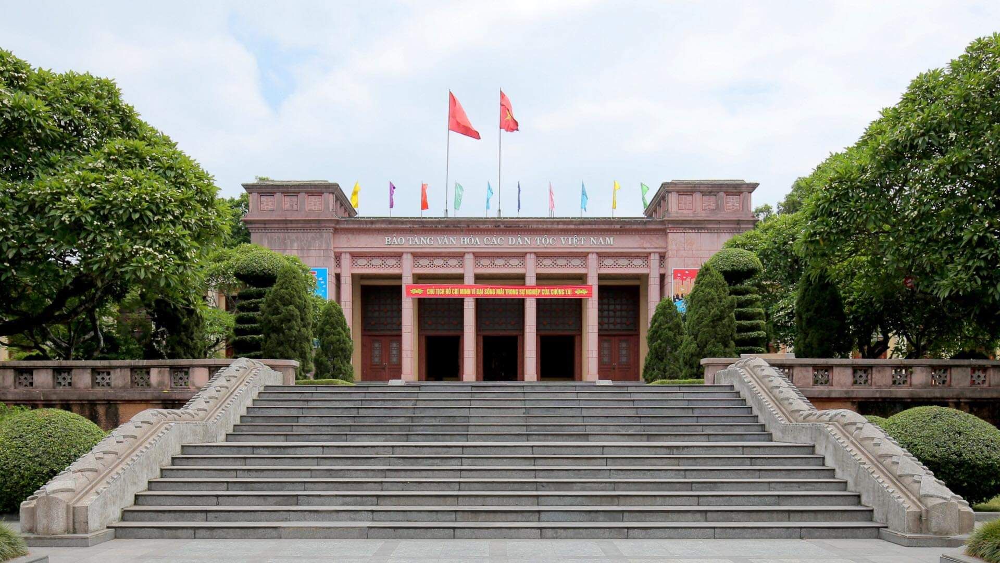 BẢO TÀNG VĂN HÓA CÁC DÂN TỘC VIỆT NAM
CHỦ TỊCH HỒ CHÍ MINH VĨ ĐẠI SỐNG MÃI TRONG SỰ NGHIỆP CỦA CHÚNG TA!